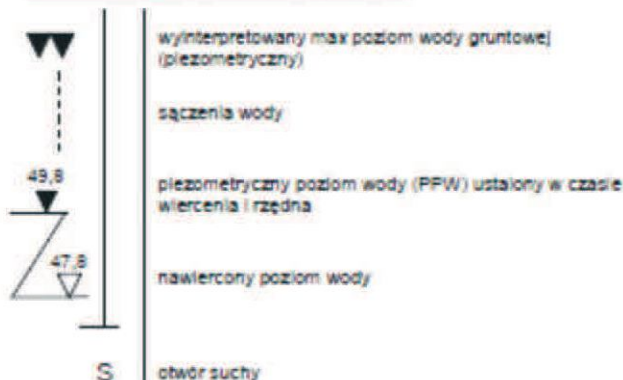 wyinterpretowany max poziom wody gruntowej
(piezometryczny)
sączenia wody
49,8
piezometryczny poziom wody (PPW) ustalony w czasie
wiercenia i rzędna
47,8
nawiercony poziom wody
S
otwór suchy